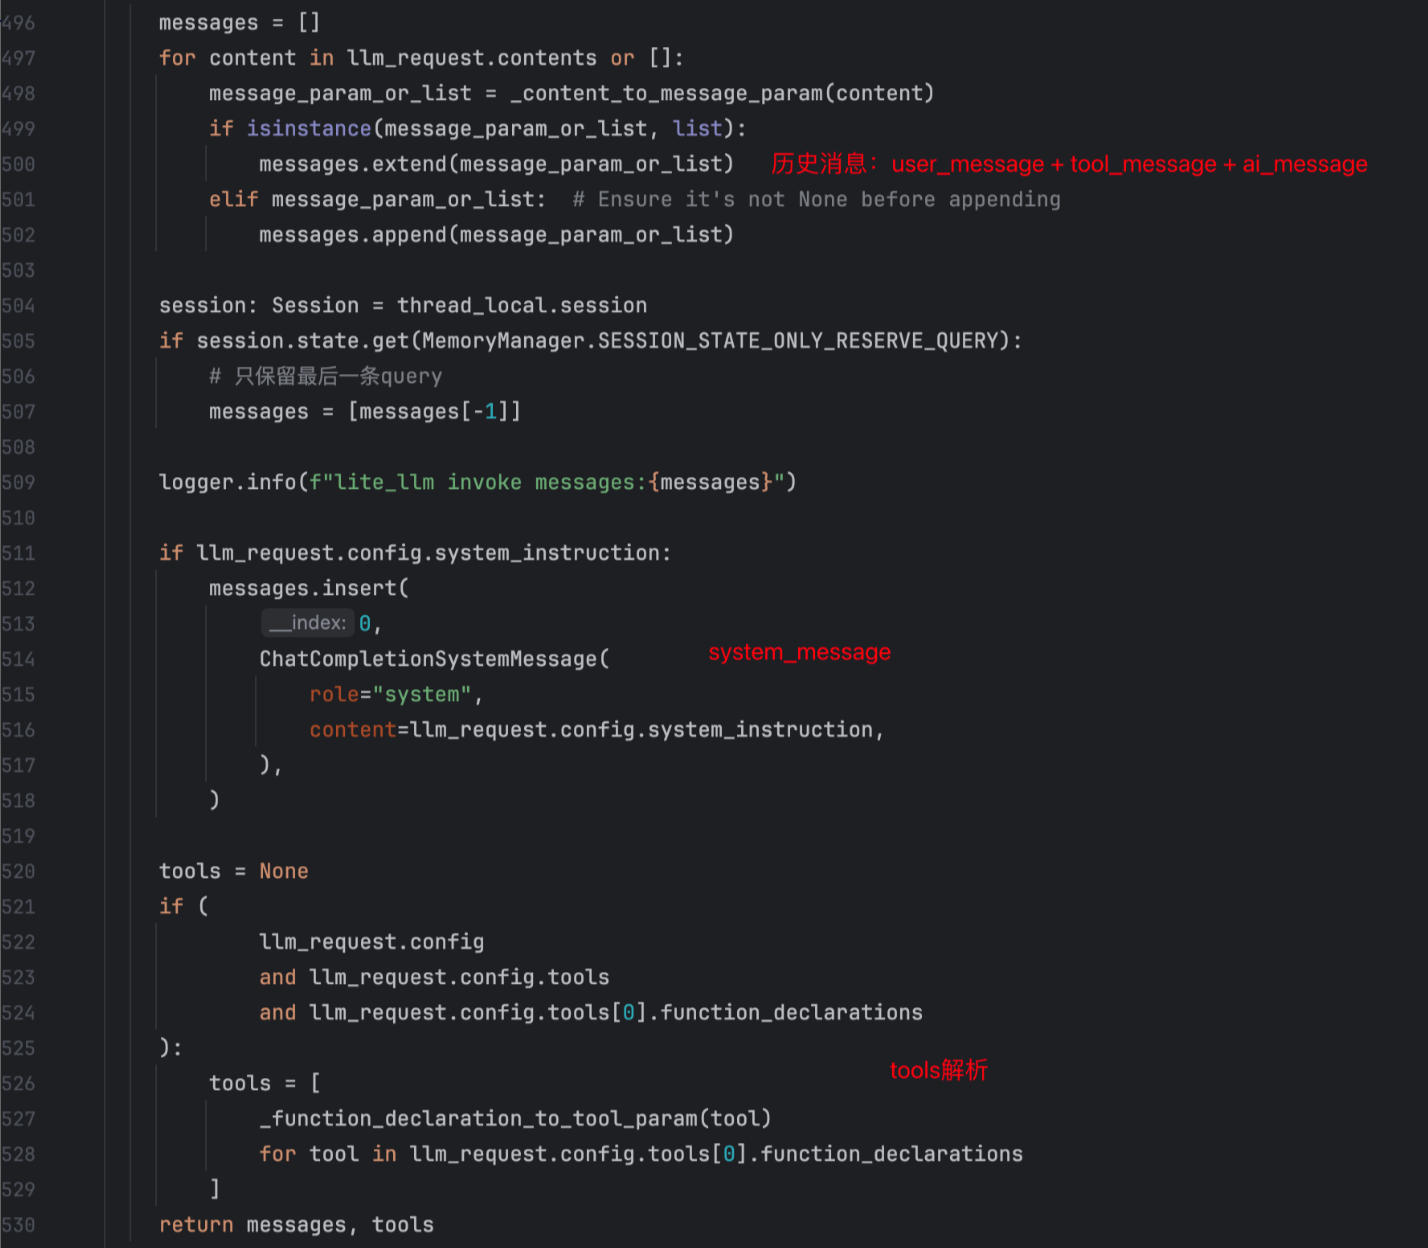 496 messages = []
497 for content in llm_request.contents or []:
498 message_param_or_list = _content_to_message_param(content)
499 if isinstance(message_param_or_list, list):
500 messages.extend(message_param_or_list) 历史消息：user_message + tool_message + ai_message
501 elif message_param_or_list: # Ensure it's not None before appending
502 messages.append(message_param_or_list)
503
504 session: Session = thread_local.session
505 if session.state.get(MemoryManager.SESSION_STATE_ONLY_RESERVE_QUERY):
506 # 只保留最后一条query
507 messages = [messages[-1]]
508
509 logger.info(f"lite_llm invoke messages:{messages}")
510
511 if llm_request.config.system_instruction:
512 messages.insert(
513 __index: 0,
514 ChatCompletionSystemMessage( system_message
515 role="system",
516 content=llm_request.config.system_instruction,
517 ),
518 )
519
520 tools = None
521 if (
522 llm_request.config
523 and llm_request.config.tools
524 and llm_request.config.tools[0].function_declarations
525 ):
tools解析
526 tools = [
527 _function_declaration_to_tool_param(tool)
528 for tool in llm_request.config.tools[0].function_declarations
529 ]
530 return messages, tools